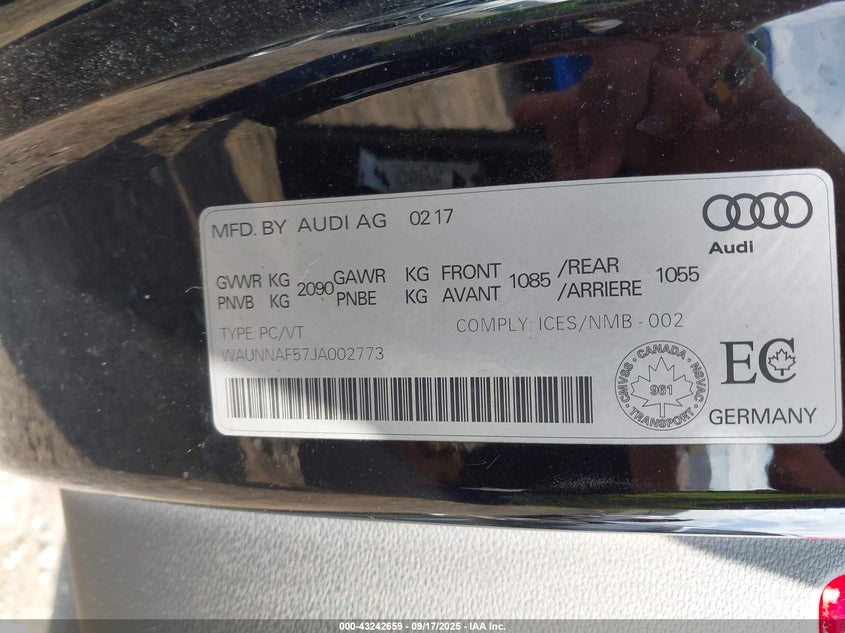 MFD. BY AUDI AG 02 17
Audi
GVWR KG 2090 GAWR KG FRONT 1085 /REAR 1055
PNVB KG PNBE KG AVANT /ARRIERE
TYPE PC/VT
COMPLY: ICES/NMB - 002
WAUNNAF57JA002773
CMVSS · CANADA · NSVAC
961
TRANSPORT
EC
GERMANY
000-43242659 - 09/17/2025 - IAA Inc.